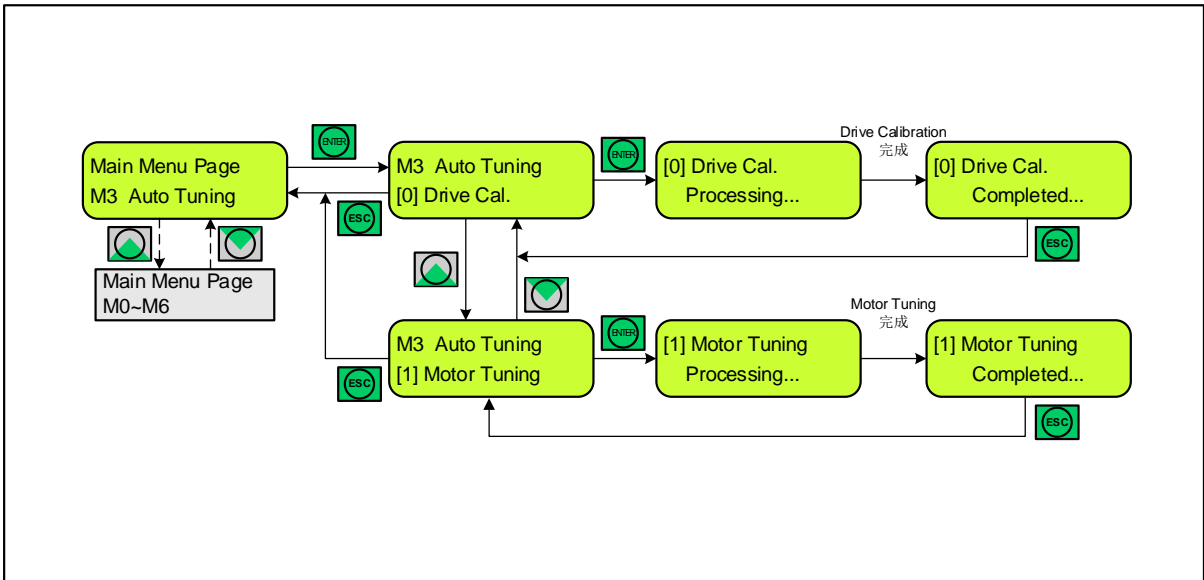 Drive Calibration
完成
ENTER
Main Menu Page
M3 Auto Tuning
M3 Auto Tuning
[0] Drive Cal.
ENTER
[0] Drive Cal.
Processing...
[0] Drive Cal.
Completed...
ESC
ESC
Main Menu Page
M0~M6
Motor Tuning
完成
M3 Auto Tuning
[1] Motor Tuning
ENTER
[1] Motor Tuning
Processing...
[1] Motor Tuning
Completed...
ESC
ESC